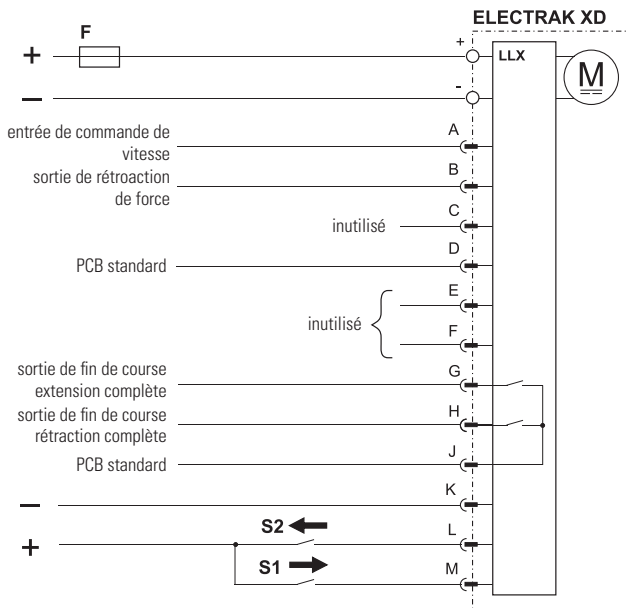 ELECTRAK XD
F
+
+
LLX
M
–
-
entrée de commande de
vitesse
A
sortie de rétroaction
de force
B
inutilisé
C
PCB standard
D
inutilisé
E
F
sortie de fin de course
extension complète
G
sortie de fin de course
rétraction complète
H
PCB standard
J
–
K
+
S2
L
S1
M